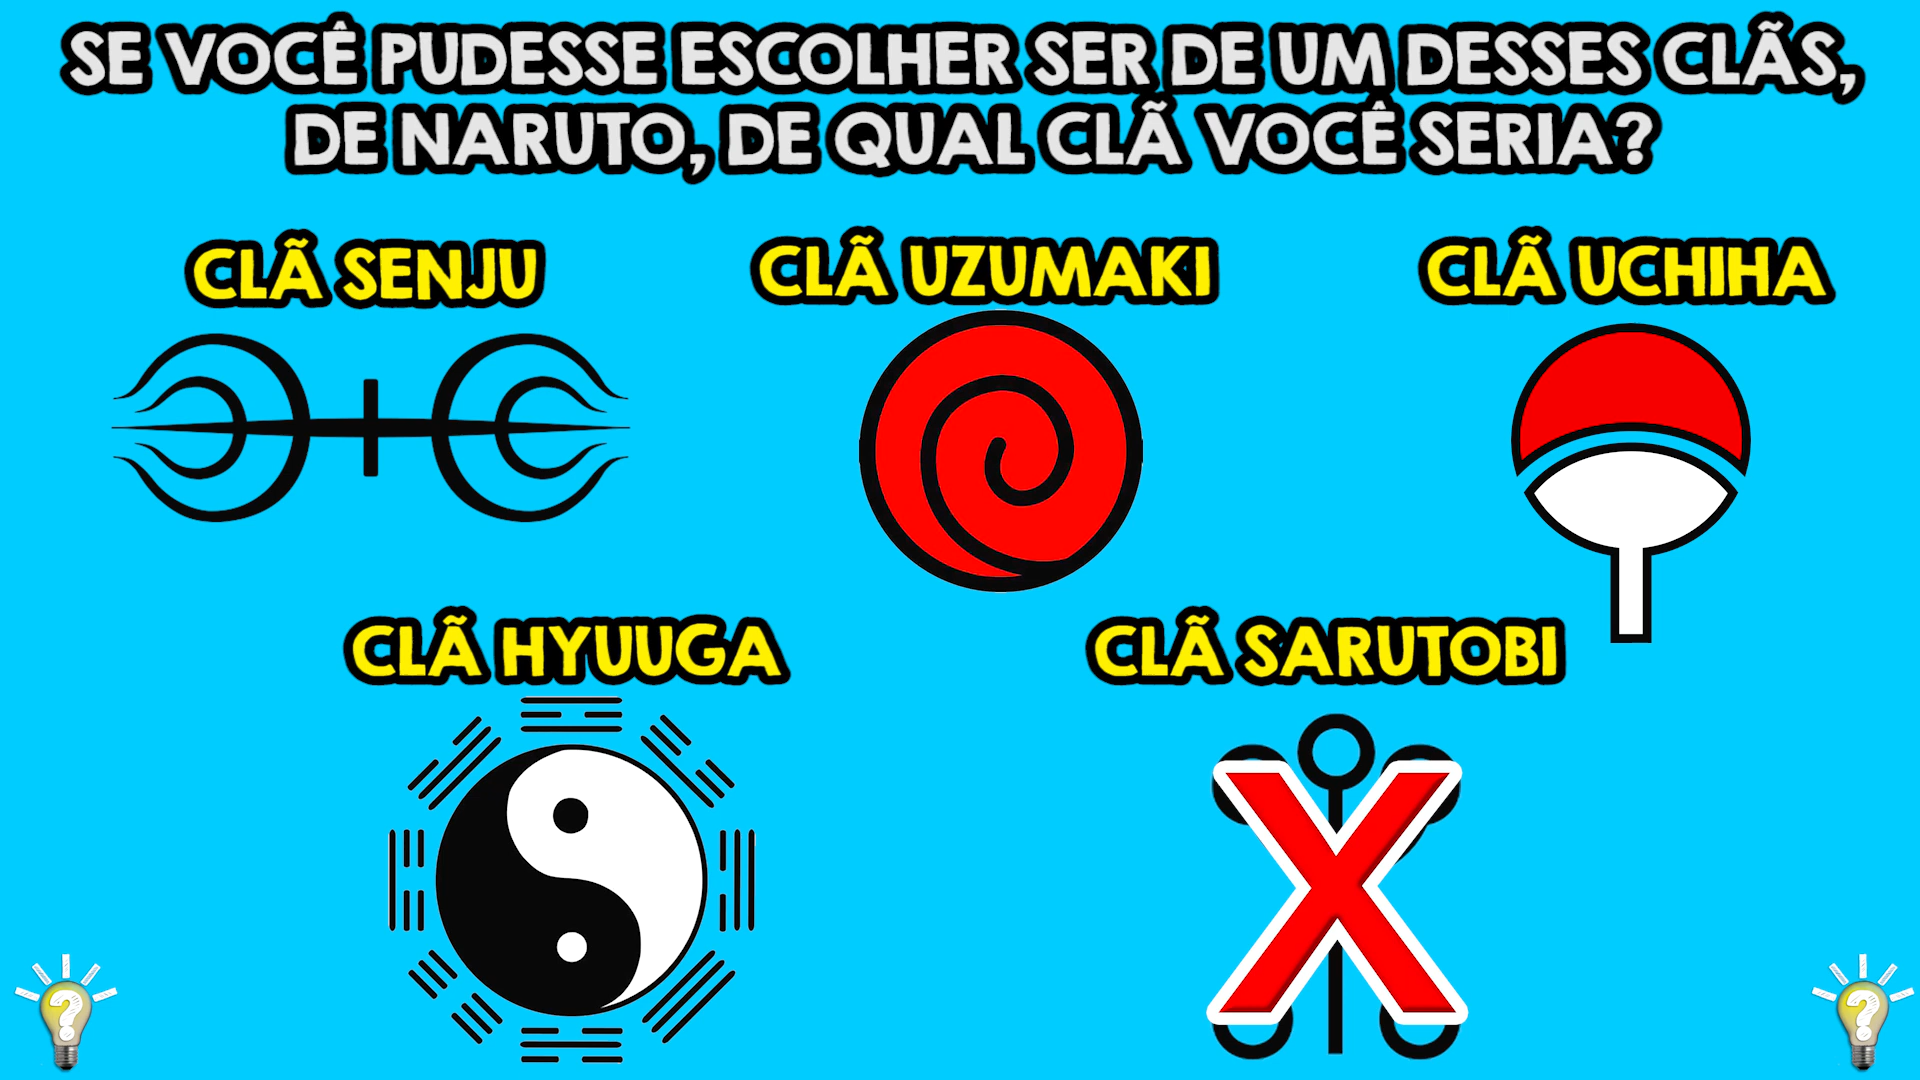 SE VOCÊ PUDESSE ESCOLHER SER DE UM DESSES CLÃS,
DE NARUTO, DE QUAL CLÃ VOCÊ SERIA?
CLÃ SENJU
CLÃ UZUMAKI
CLÃ UCHIHA
CLÃ HYUUGA
CLÃ SARUTOBI
X
? ?